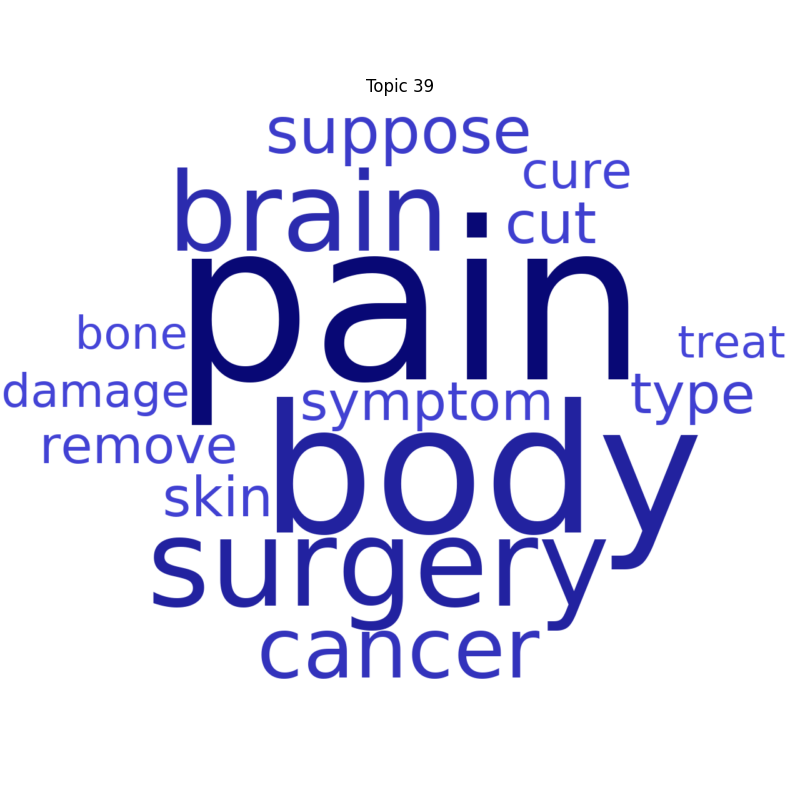 Topic 39
suppose
cure
brain
cut
pain
bone
treat
damage
symptom
type
remove
body
skin
surgery
cancer